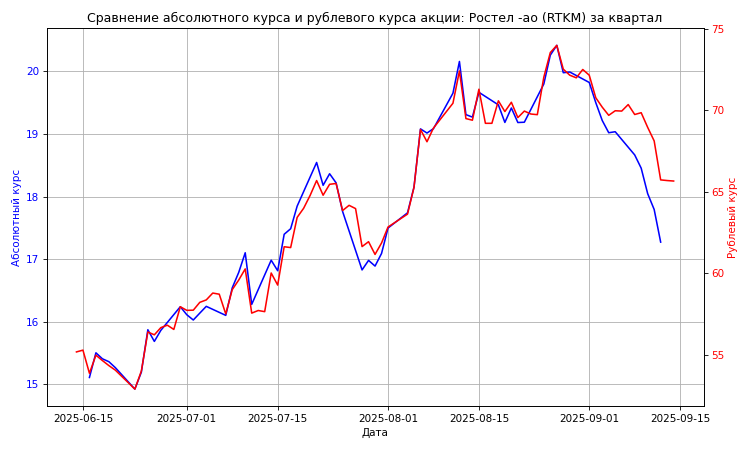 Сравнение абсолютного курса и рублевого курса акции: Ростел -ао (RTKM) за квартал
20
19
18
17
16
15
Абсолютный курс
75
70
65
60
55
Рублевый курс
2025-06-15 2025-07-01 2025-07-15 2025-08-01 2025-08-15 2025-09-01 2025-09-15
Дата